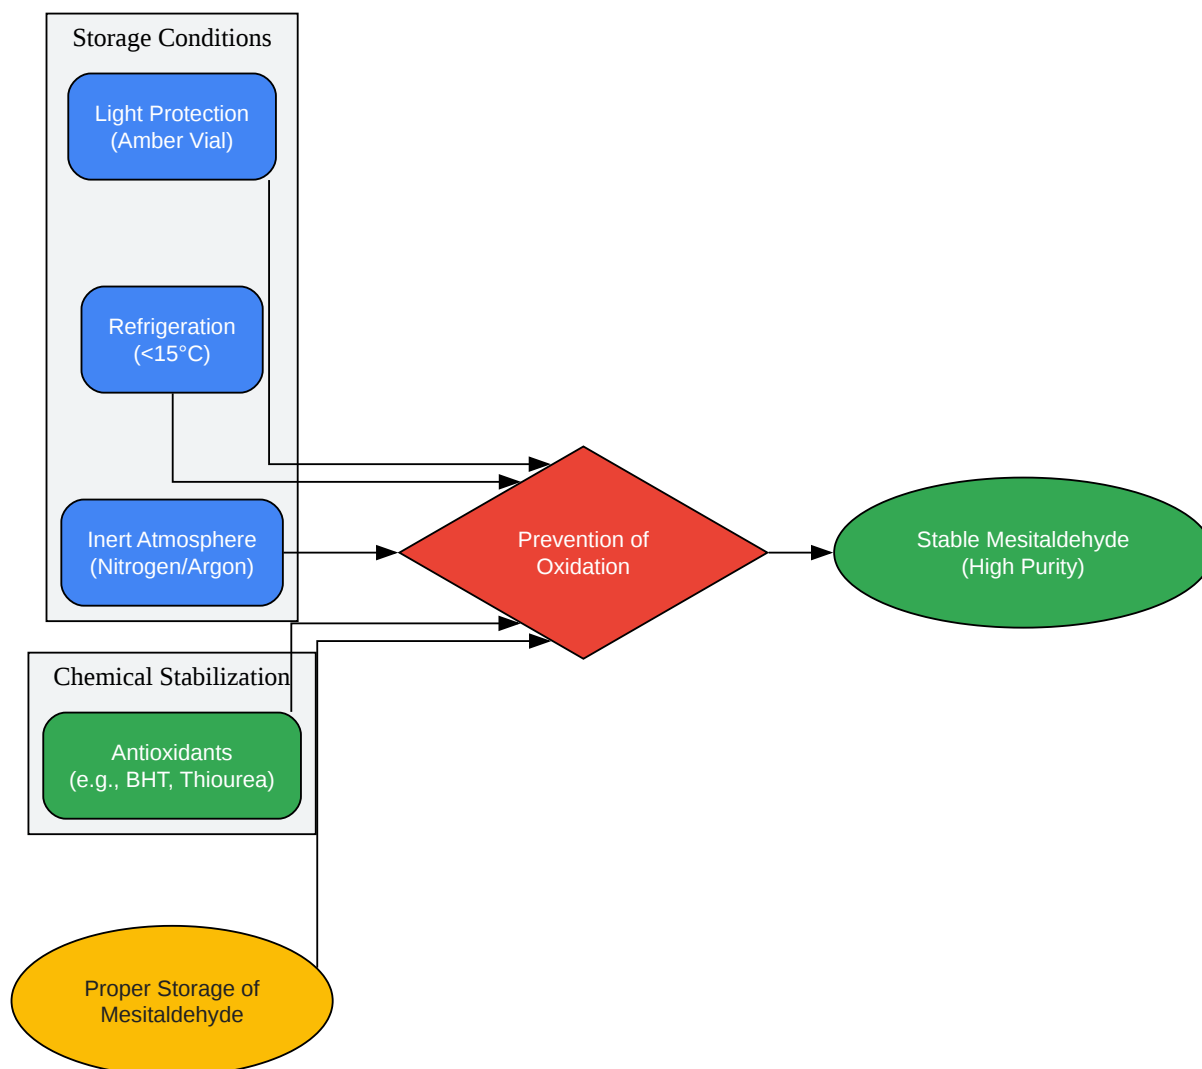 Storage Conditions
Light Protection
(Amber Vial)
Refrigeration
(<15°C)
Inert Atmosphere
(Nitrogen/Argon)
Prevention of
Oxidation
Stable Mesitaldehyde
(High Purity)
Chemical Stabilization
Antioxidants
(e.g., BHT, Thiourea)
Proper Storage of
Mesitaldehyde